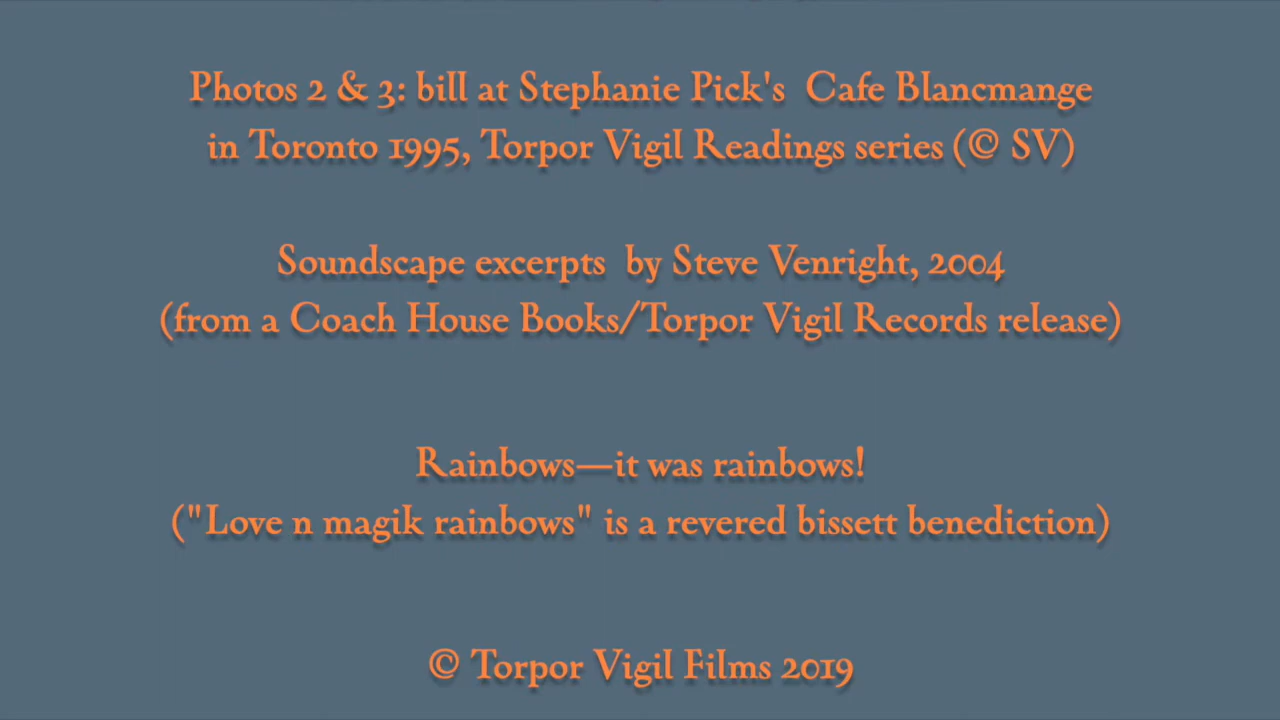 Photos 2 & 3: bill at Stephanie Pick's Cafe Blancmange
in Toronto 1995, Torpor Vigil Readings series (© SV)
Soundscape excerpts by Steve Venright, 2004
(from a Coach House Books/Torpor Vigil Records release)
Rainbows—it was rainbows!
("Love n magik rainbows" is a revered bissett benediction)
© Torpor Vigil Films 2019